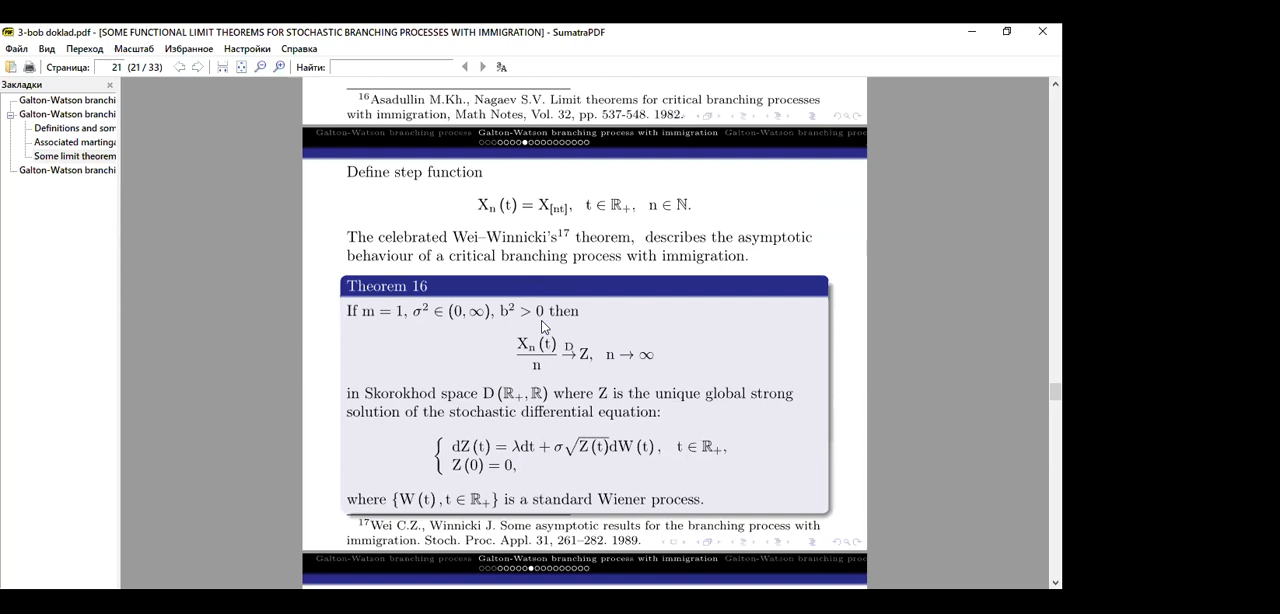 3-bob doklad.pdf - [SOME FUNCTIONAL LIMIT THEOREMS FOR STOCHASTIC BRANCHING PROCESSES WITH IMMIGRATION] - SumatraPDF
Файл Вид Переход Масштаб Избранное Настройки Справка
Страница: 21 (21 / 33) Найти:
Закладки
Galton-Watson branchi
Galton-Watson branchi
Definitions and som
Associated martinga
Some limit theorem
Galton-Watson branchi
16Asadullin M.Kh., Nagaev S.V. Limit theorems for critical branching processes
with immigration, Math Notes, Vol. 32, pp. 537-548. 1982.
Galton-Watson branching process Galton-Watson branching process with immigration Galton-Watson branching proc
Define step function
Xn (t) = X[nt], t ∈ ℝ+, n ∈ ℕ.
The celebrated Wei–Winnicki's17 theorem, describes the asymptotic
behaviour of a critical branching process with immigration.
Theorem 16
If m = 1, σ² ∈ (0, ∞), b² > 0 then
Xn (t)/n →D Z, n → ∞
in Skorokhod space D (ℝ+, ℝ) where Z is the unique global strong
solution of the stochastic differential equation:
{ dZ (t) = λdt + σ√Z (t)dW (t), t ∈ ℝ+,
Z (0) = 0,
where {W (t), t ∈ ℝ+} is a standard Wiener process.
17Wei C.Z., Winnicki J. Some asymptotic results for the branching process with
immigration. Stoch. Proc. Appl. 31, 261–282. 1989.
Galton-Watson branching process Galton-Watson branching process with immigration Galton-Watson branching proc